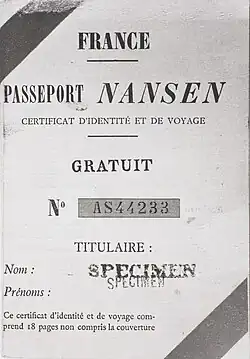 FRANCE
PASSEPORT NANSEN
CERTIFICAT D'IDENTITÉ ET DE VOYAGE
GRATUIT
Nº AS44233
TITULAIRE :
Nom : SPECIMEN
SPECIMEN
Prénoms :
Ce certificat d'identité et de voyage com-
prend 18 pages non compris la couverture